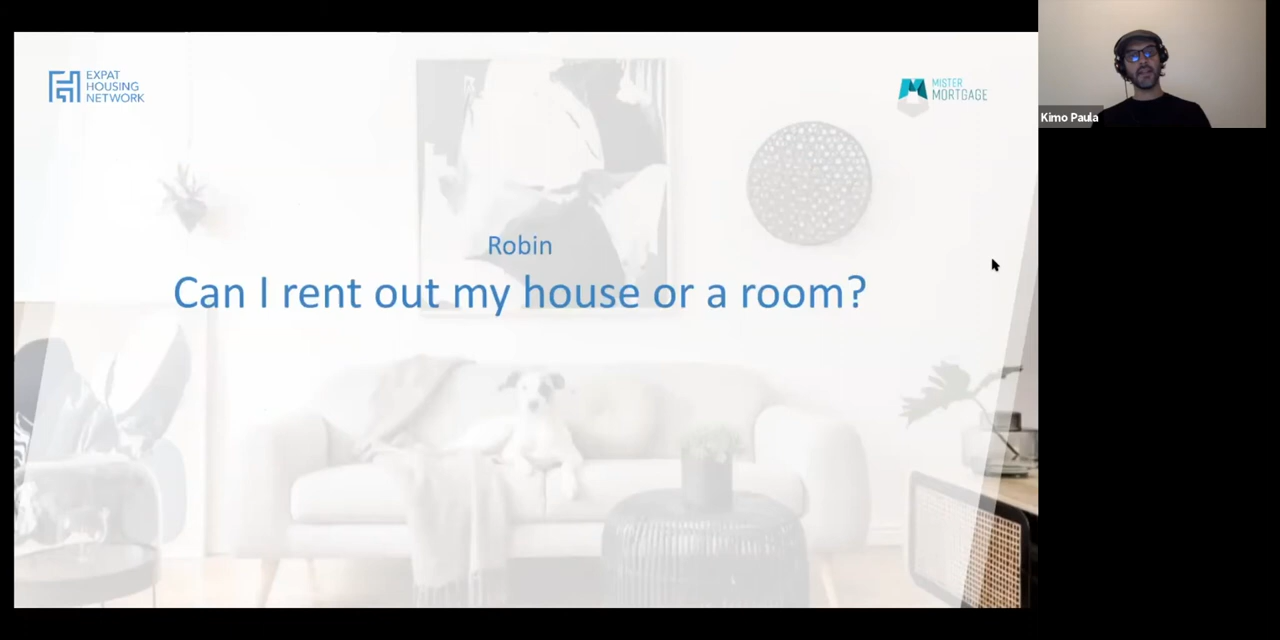 EXPAT
HOUSING
NETWORK
MISTER
MORTGAGE
Kimo Paula
Robin
Can I rent out my house or a room?